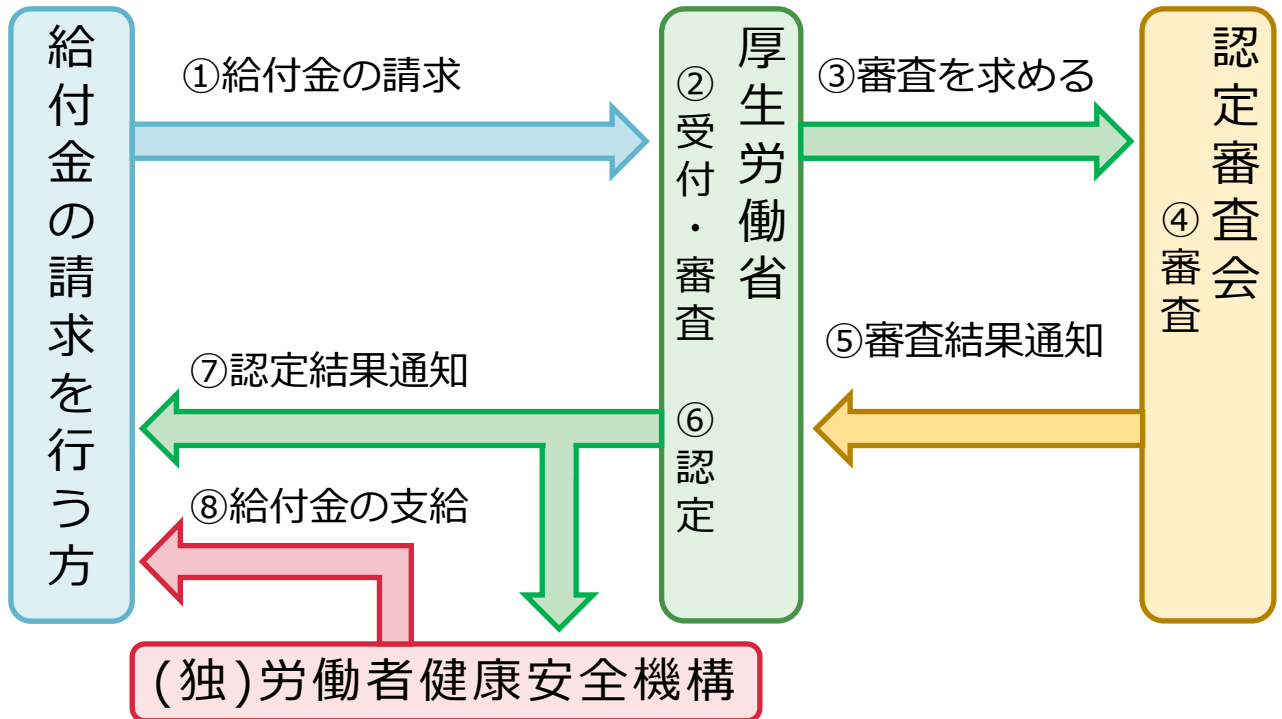 給付金の請求を行う方
①給付金の請求
厚生労働省
②受付・審査
⑥認定
③審査を求める
認定審査会
④審査
⑤審査結果通知
⑦認定結果通知
⑧給付金の支給
(独)労働者健康安全機構